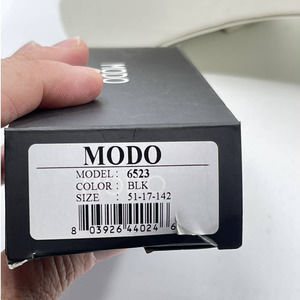 MODO
MODO
MODEL: 6523
COLOR: BLK
SIZE : 51-17-142
8 03926 44024 6